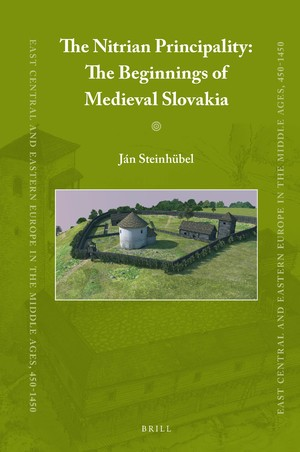 The Nitrian Principality:
The Beginnings of
Medieval Slovakia
Ján Steinhübel
EAST CENTRAL AND EASTERN EUROPE IN THE MIDDLE AGES, 450-1450
EAST CENTRAL AND EASTERN EUROPE IN THE MIDDLE AGES, 450-1450
BRILL